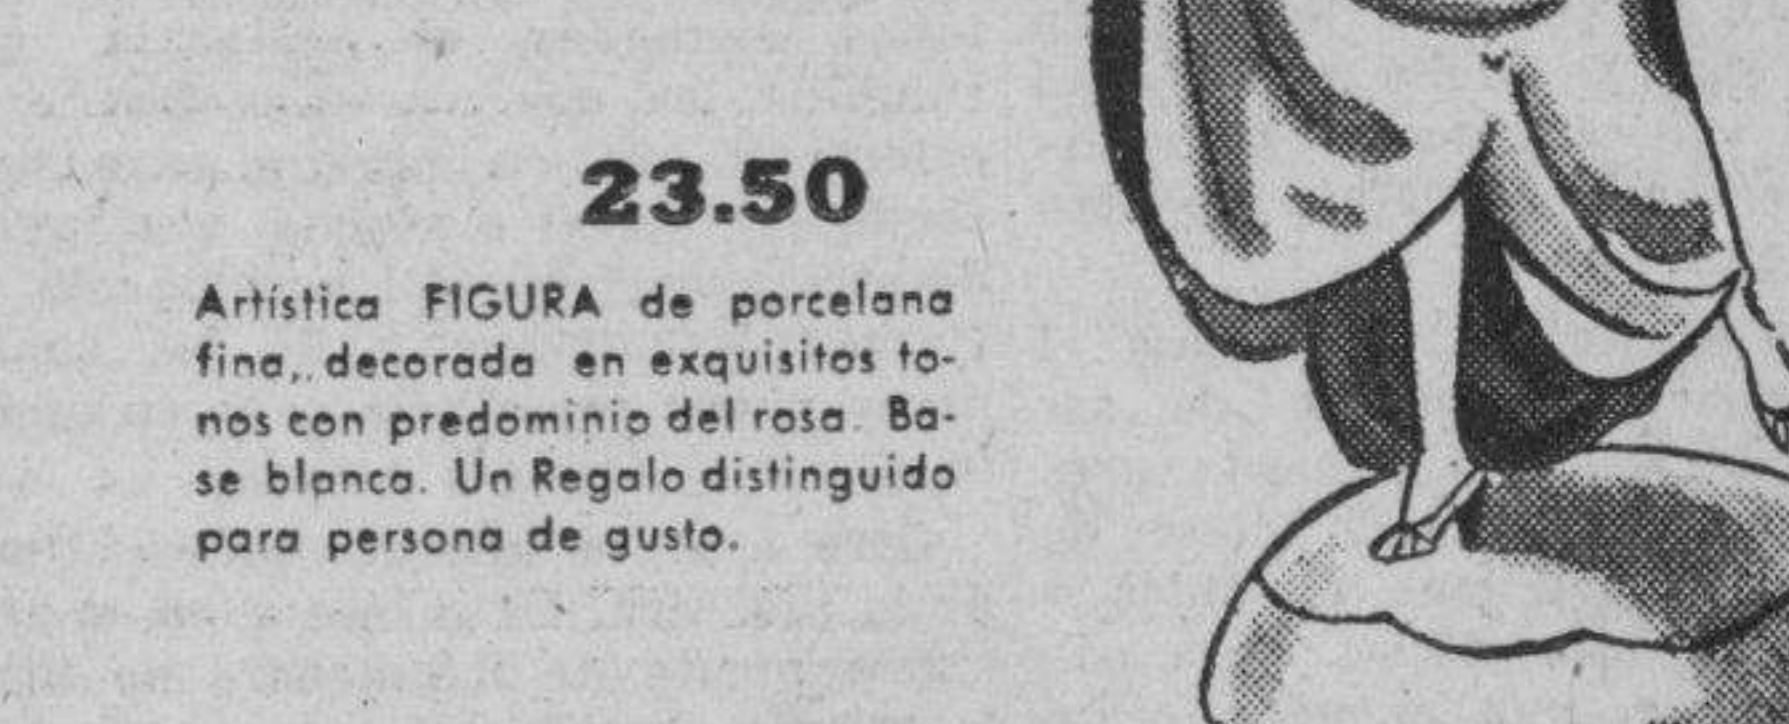 23.50
Artística FIGURA de porcelana
fina, decorada en exquisitos to-
nos con predominio del rosa. Ba-
se blanca. Un Regalo distinguido
para persona de gusto.